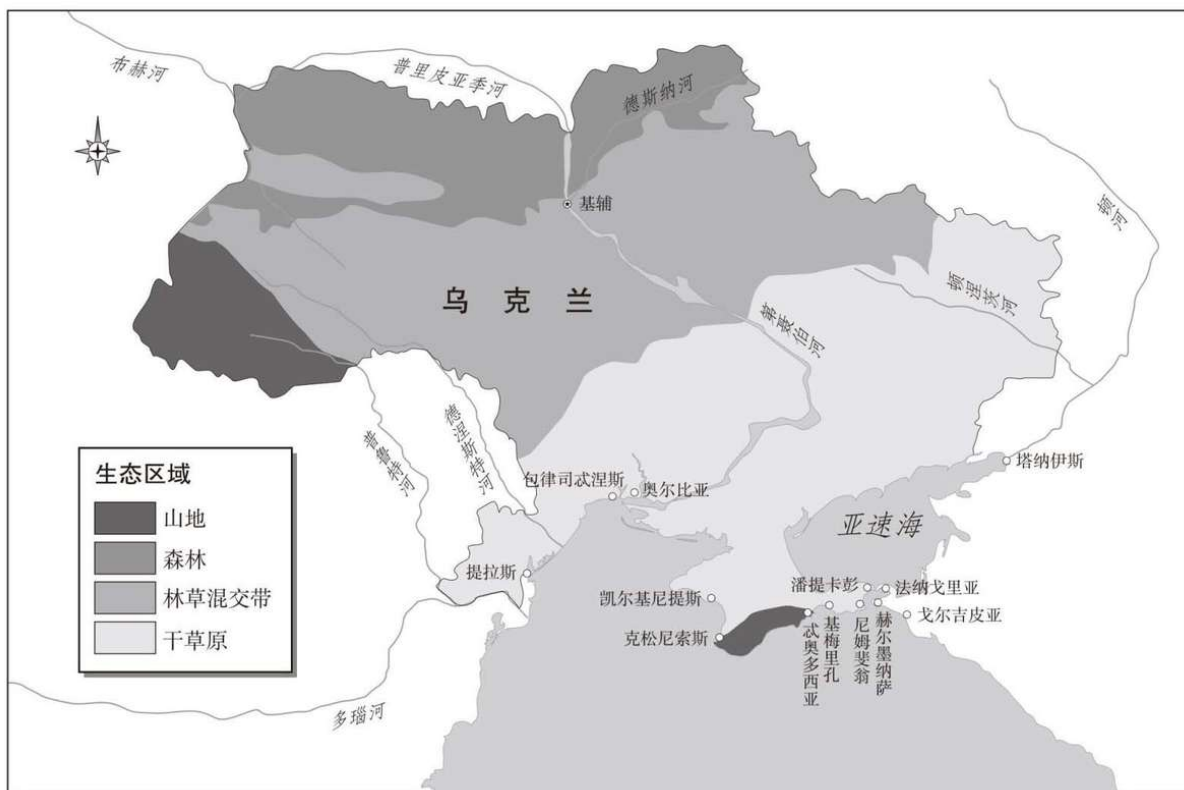 布赫河
普里皮亚季河
德斯纳河
顿河
基辅
乌克兰
顿涅茨河
第聂伯河
德涅斯特河
普鲁特河
生态区域
山地
森林
林草混交带
干草原
包律司忒涅斯
奥尔比亚
塔纳伊斯
亚速海
提拉斯
凯尔基尼提斯
潘提卡彭
法纳戈里亚
克松尼索斯
忒奥多西亚
基梅里孔
尼姆斐翁
赫尔墨纳萨
戈尔吉皮亚
多瑙河